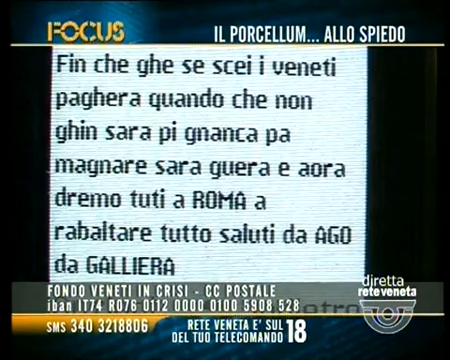 FOCUS
IL PORCELLUM... ALLO SPIEDO
Fin che ghe se scei i veneti
paghera quando che non
ghin sara pi gnanca pa
magnare sara guera e aora
dremo tuti a ROMA a
rabaltare tutto saluti da AGO
da GALLIERA
FONDO VENETI IN CRISI - CC POSTALE
iban IT74 R076 0112 0000 0100 5908 528
diretta
reteveneta
SMS 340 3218806
RETE VENETA E' SUL
DEL TUO TELECOMANDO 18